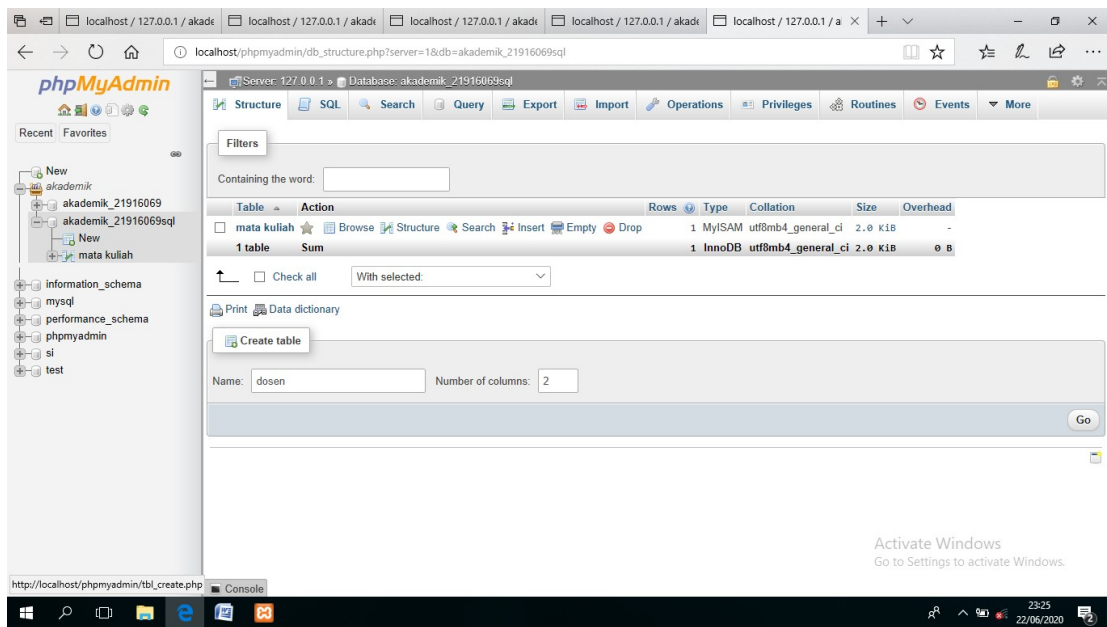 localhost / 127.0.0.1 / akade localhost / 127.0.0.1 / akade localhost / 127.0.0.1 / akade localhost / 127.0.0.1 / akade localhost / 127.0.0.1 / a
localhost/phpmyadmin/db_structure.php?server=1&db=akademik_21916069sql
phpMyAdmin
Recent Favorites
New
akademik
akademik_21916069
akademik_21916069sql
New
mata kuliah
information_schema
mysql
performance_schema
phpmyadmin
si
test
http://localhost/phpmyadmin/tbl_create.php
Server: 127.0.0.1 » Database: akademik_21916069sql
Structure SQL Search Query Export Import Operations Privileges Routines Events More
Filters
Containing the word:
Table Action Rows Type Collation Size Overhead
mata kuliah Browse Structure Search Insert Empty Drop 1 MyISAM utf8mb4_general_ci 2.0 KiB -
1 table Sum 1 InnoDB utf8mb4_general_ci 2.0 KiB 0 B
Check all With selected:
Print Data dictionary
Create table
Name: dosen Number of columns: 2
Go
Activate Windows
Go to Settings to activate Windows.
Console
23:25
22/06/2020